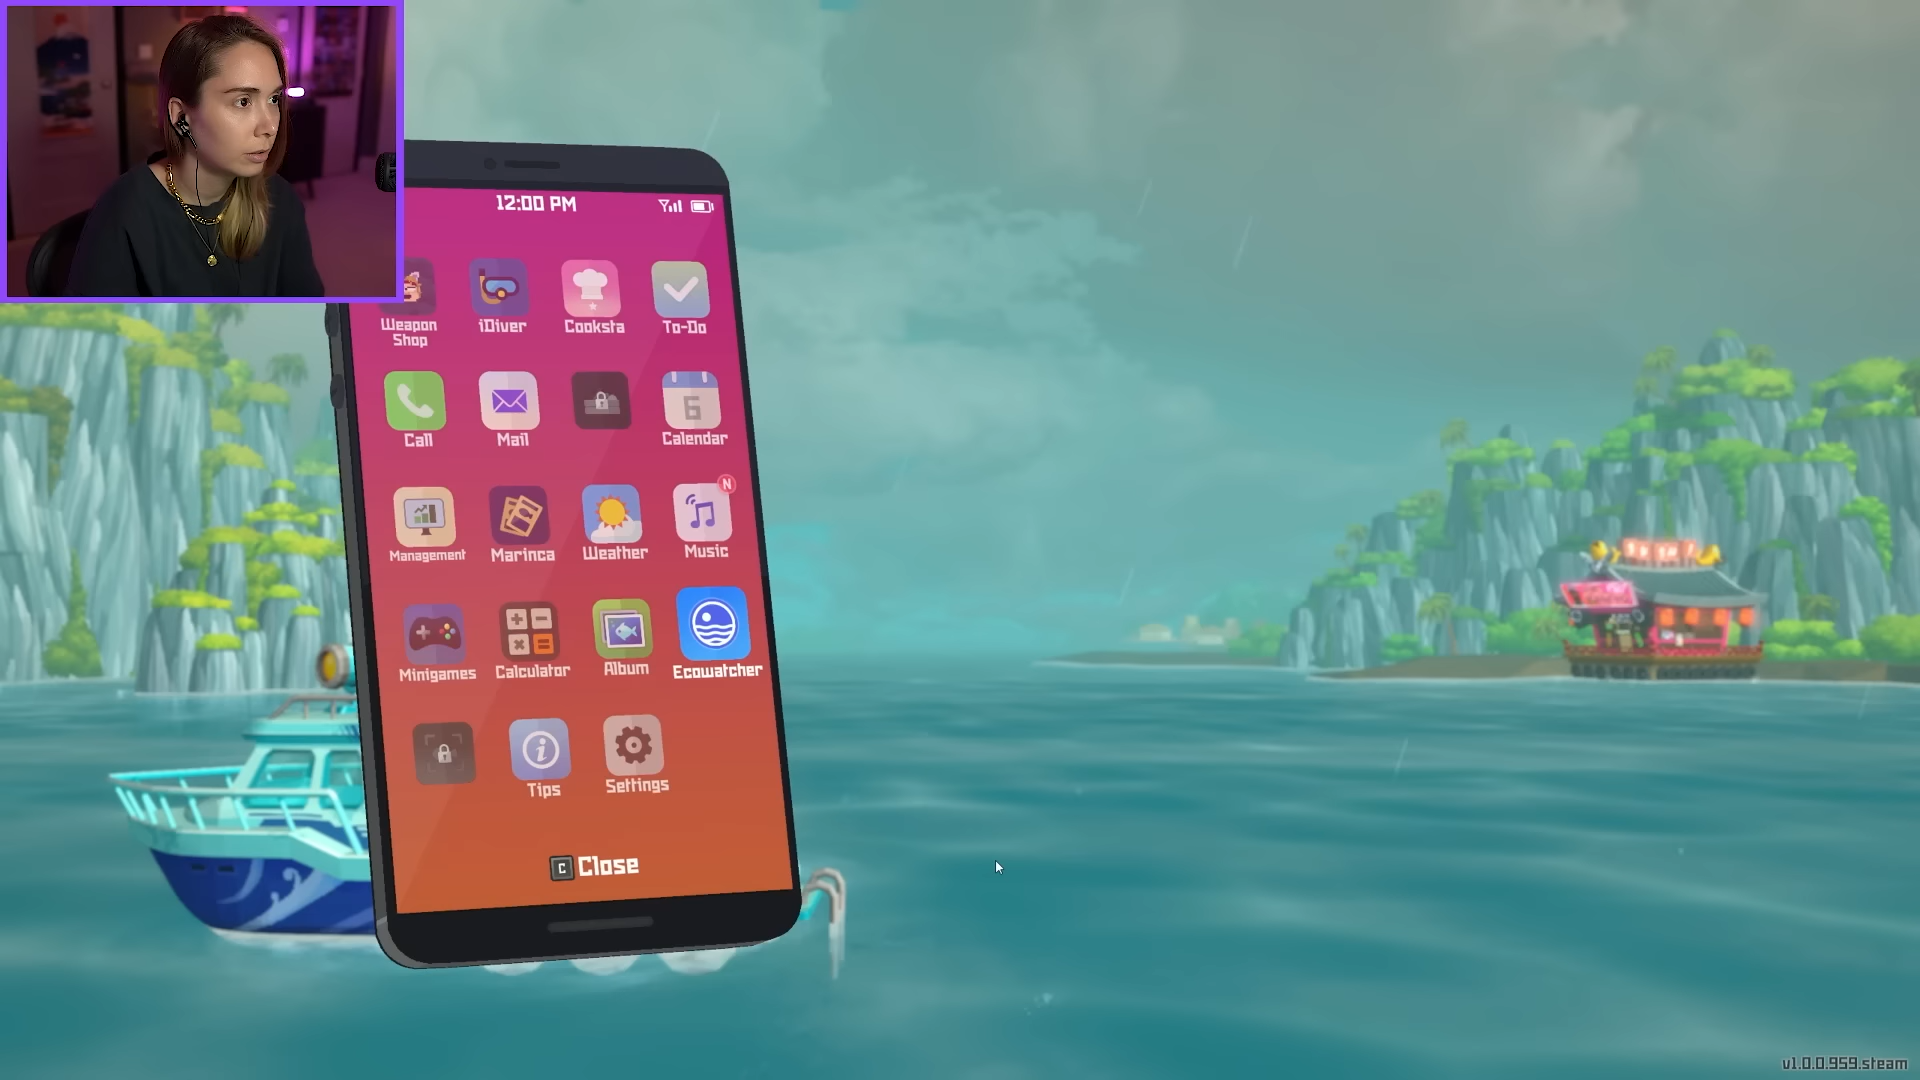 12:00 PM
Weapon
Shop
iDiver
Cooksta
To-Do
Call
Mail
6
Calendar
Management
Marinca
Weather
N
Music
Minigames
Calculator
Album
Ecowatcher
Tips
Settings
C Close
v1.0.0.959.steam